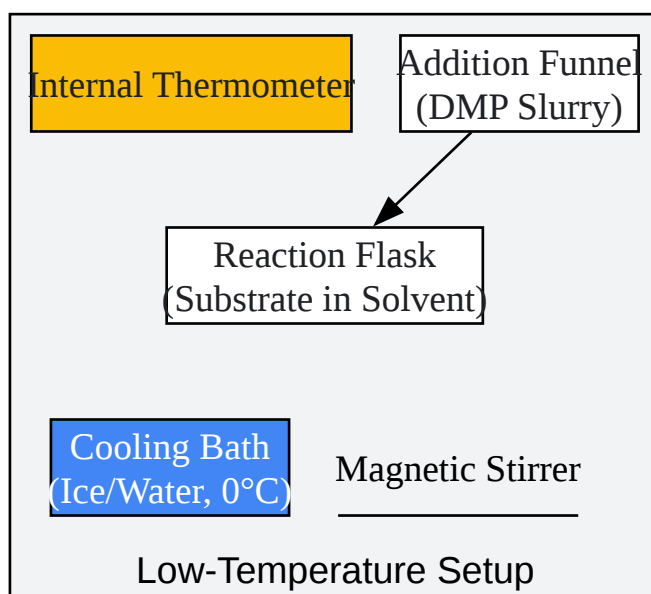 Internal Thermometer
Addition Funnel
(DMP Slurry)
Reaction Flask
(Substrate in Solvent)
Cooling Bath
(Ice/Water, 0°C)
Magnetic Stirrer
Low-Temperature Setup